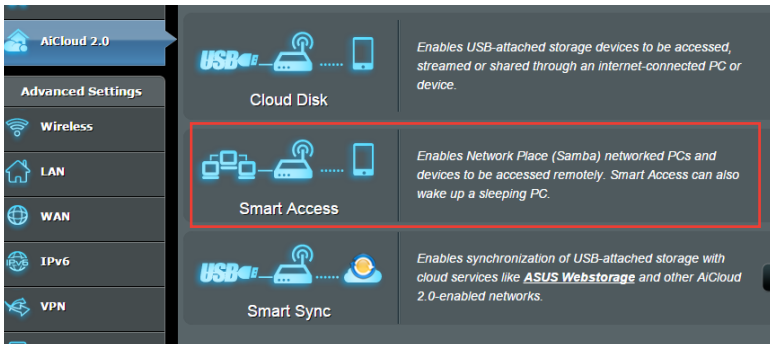 AiCloud 2.0
Advanced Settings
Wireless
LAN
WAN
IPv6
VPN
USB
Cloud Disk
Enables USB-attached storage devices to be accessed,
streamed or shared through an internet-connected PC or
device.
Smart Access
Enables Network Place (Samba) networked PCs and
devices to be accessed remotely. Smart Access can also
wake up a sleeping PC.
USB
Smart Sync
Enables synchronization of USB-attached storage with
cloud services like ASUS Webstorage and other AiCloud
2.0-enabled networks.